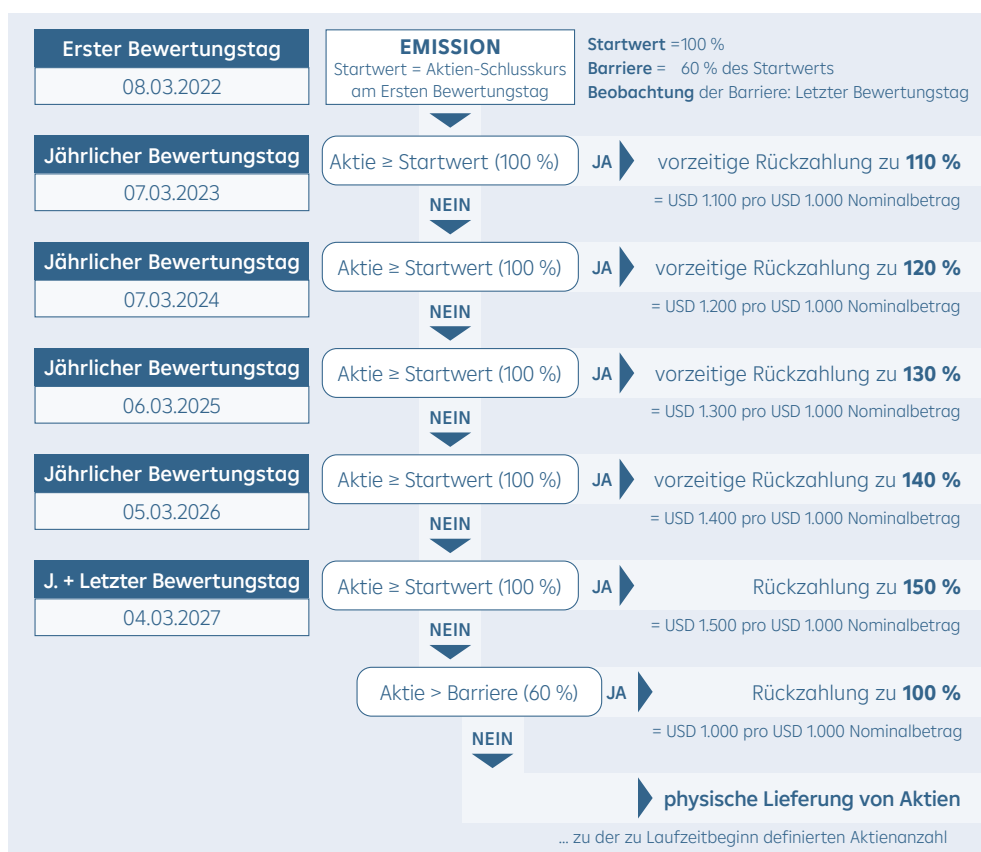 Erster Bewertungstag
08.03.2022
EMISSION
Startwert = Aktien-Schlusskurs
am Ersten Bewertungstag
Startwert =100 %
Barriere = 60 % des Startwerts
Beobachtung der Barriere: Letzter Bewertungstag
Jährlicher Bewertungstag
07.03.2023
Aktie ≥ Startwert (100 %)
JA
vorzeitige Rückzahlung zu 110 %
= USD 1.100 pro USD 1.000 Nominalbetrag
NEIN
Jährlicher Bewertungstag
07.03.2024
Aktie ≥ Startwert (100 %)
JA
vorzeitige Rückzahlung zu 120 %
= USD 1.200 pro USD 1.000 Nominalbetrag
NEIN
Jährlicher Bewertungstag
06.03.2025
Aktie ≥ Startwert (100 %)
JA
vorzeitige Rückzahlung zu 130 %
= USD 1.300 pro USD 1.000 Nominalbetrag
NEIN
Jährlicher Bewertungstag
05.03.2026
Aktie ≥ Startwert (100 %)
JA
vorzeitige Rückzahlung zu 140 %
= USD 1.400 pro USD 1.000 Nominalbetrag
NEIN
J. + Letzter Bewertungstag
04.03.2027
Aktie ≥ Startwert (100 %)
JA
Rückzahlung zu 150 %
= USD 1.500 pro USD 1.000 Nominalbetrag
NEIN
Aktie > Barriere (60 %)
JA
Rückzahlung zu 100 %
= USD 1.000 pro USD 1.000 Nominalbetrag
NEIN
physische Lieferung von Aktien
... zu der zu Laufzeitbeginn definierten Aktienanzahl